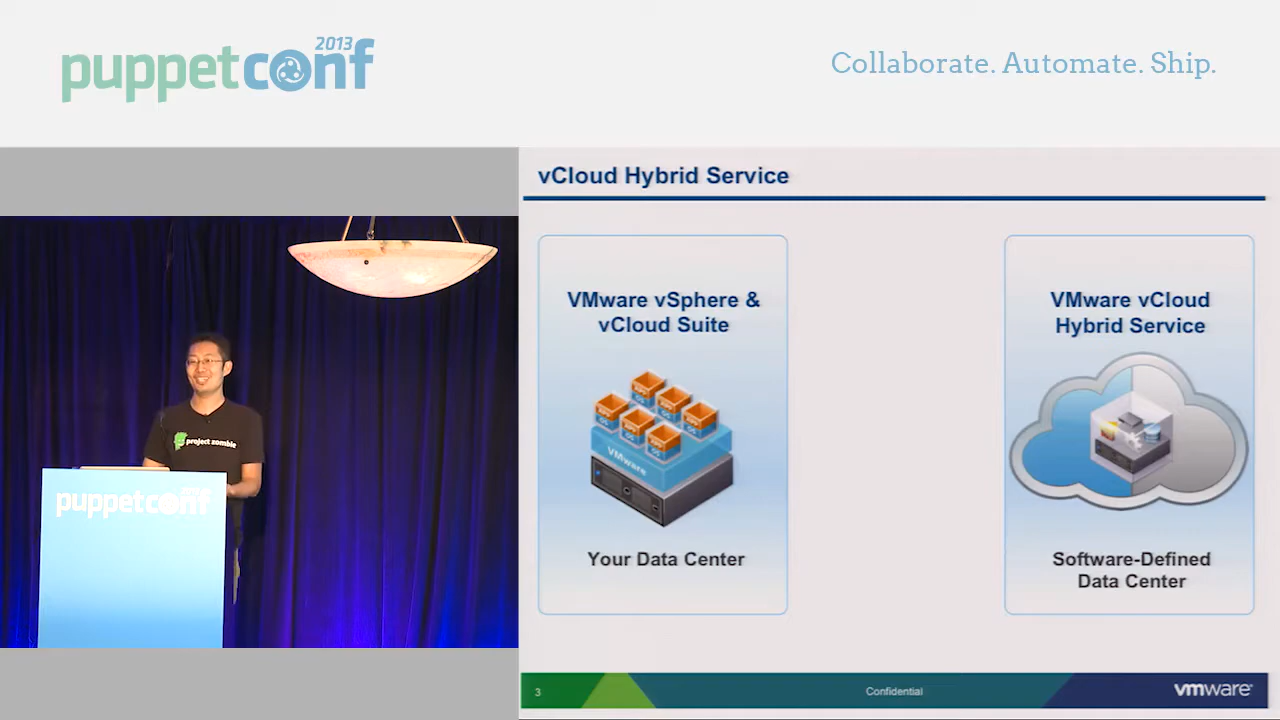 puppetconf
2013
Collaborate. Automate. Ship.
vCloud Hybrid Service
VMware vSphere &
vCloud Suite
VMware
Your Data Center
VMware vCloud
Hybrid Service
Software-Defined
Data Center
project zombie
puppetconf
3
Confidential
vmware